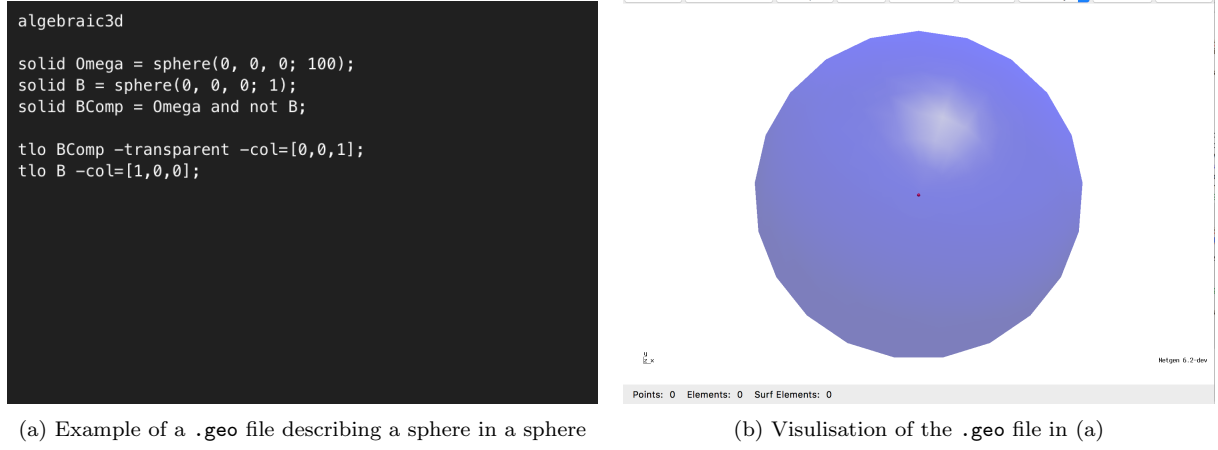 algebraic3d
solid Omega = sphere(0, 0, 0; 100);
solid B = sphere(0, 0, 0; 1);
solid BComp = Omega and not B;
tlo BComp −transparent −col=[0,0,1];
tlo B −col=[1,0,0];
y
z x
Netgen 6.2-dev
Points: 0 Elements: 0 Surf Elements: 0
(a) Example of a .geo file describing a sphere in a sphere
(b) Visulisation of the .geo file in (a)